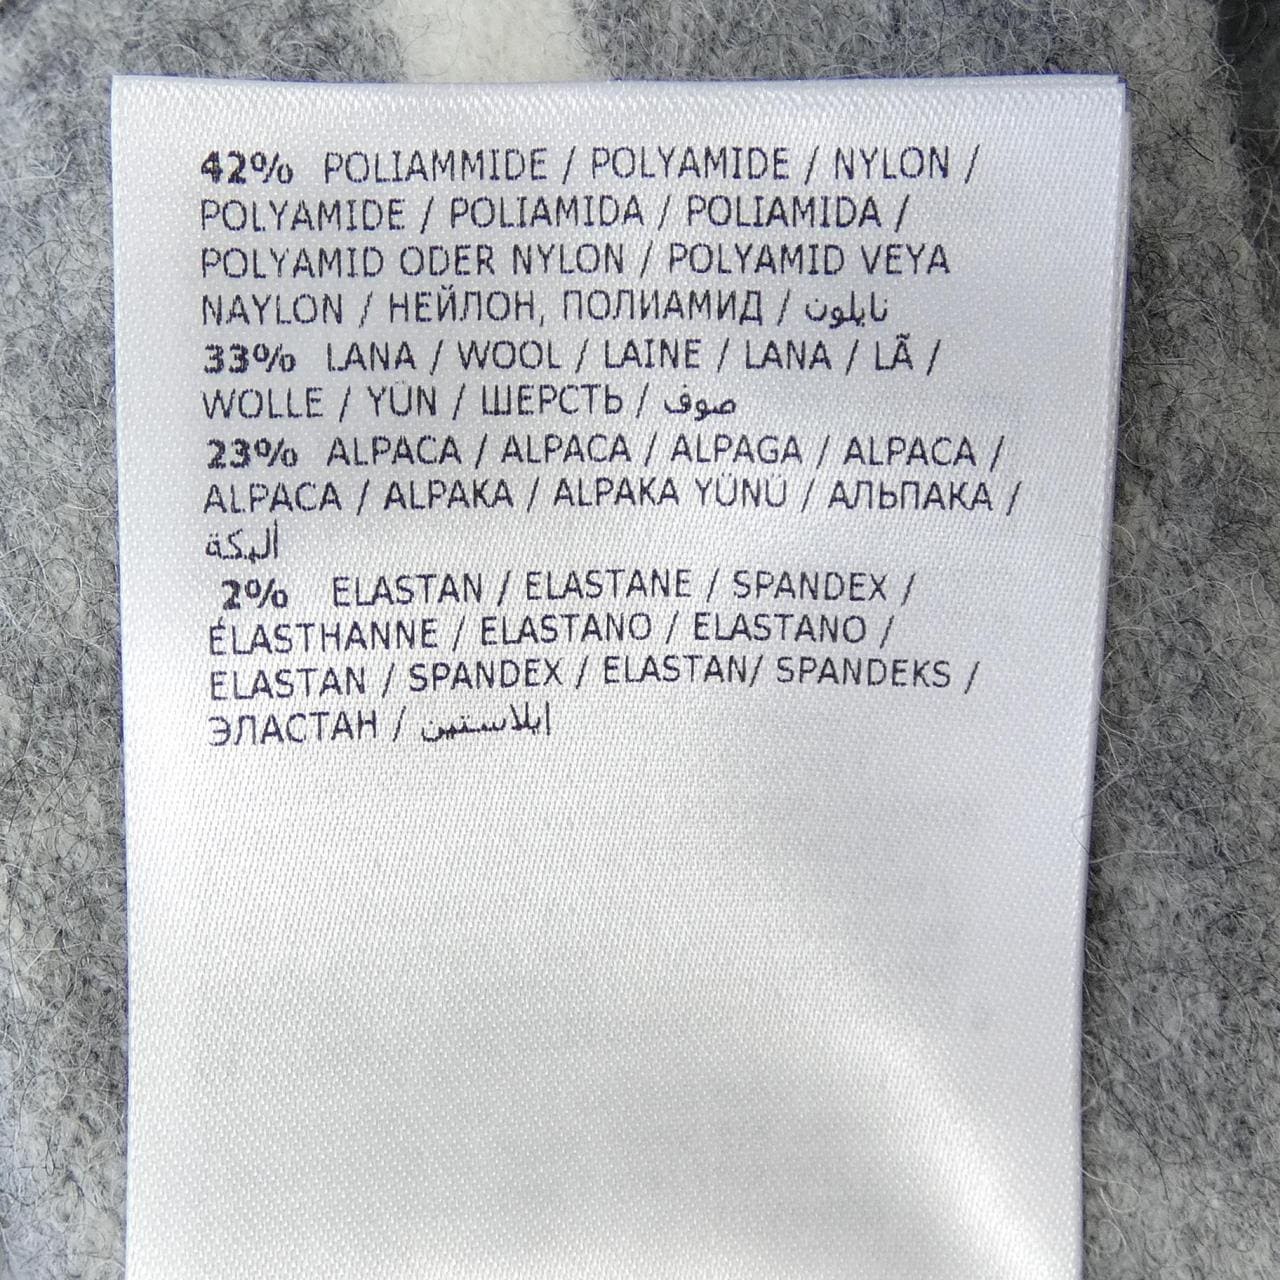 42% POLIAMMIDE / POLYAMIDE / NYLON /
POLYAMIDE / POLIAMIDA / POLIAMIDA /
POLYAMID ODER NYLON / POLYAMID VEYA
NAYLON / НЕЙЛОН, ПОЛИАМИД / نايلون
33% LANA / WOOL / LAINE / LANA / LÃ /
WOLLE / YÜN / ШЕРСТЬ / صوف
23% ALPACA / ALPACA / ALPAGA / ALPACA /
ALPACA / ALPAKA / ALPAKA YÜNÜ / АЛЬПАКА /
ألبكة
2% ELASTAN / ELASTANE / SPANDEX /
ÉLASTHANNE / ELASTANO / ELASTANO /
ELASTAN / SPANDEX / ELASTAN/ SPANDEKS /
ЭЛАСТАН / إيلاستين